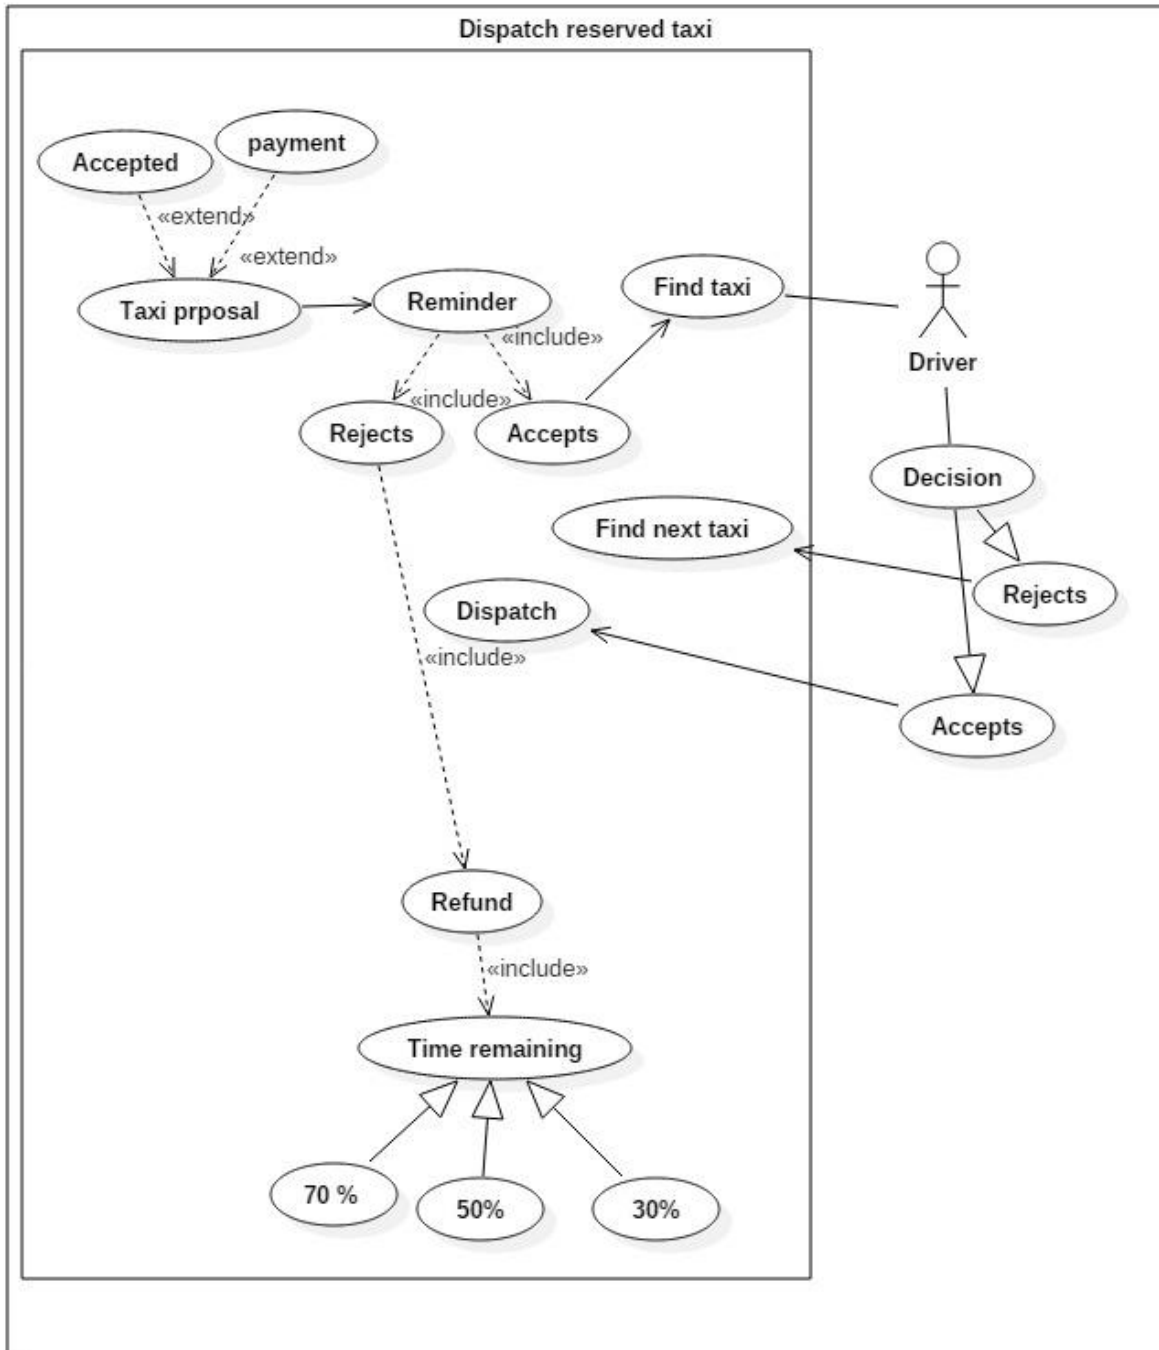 Dispatch reserved taxi
Accepted
payment
«extend»
«extend»
Taxi prposal
Reminder
Find taxi
Driver
«include»
«include»
Rejects
Accepts
Decision
Find next taxi
Rejects
Dispatch
«include»
Accepts
Refund
«include»
Time remaining
70 %
50%
30%